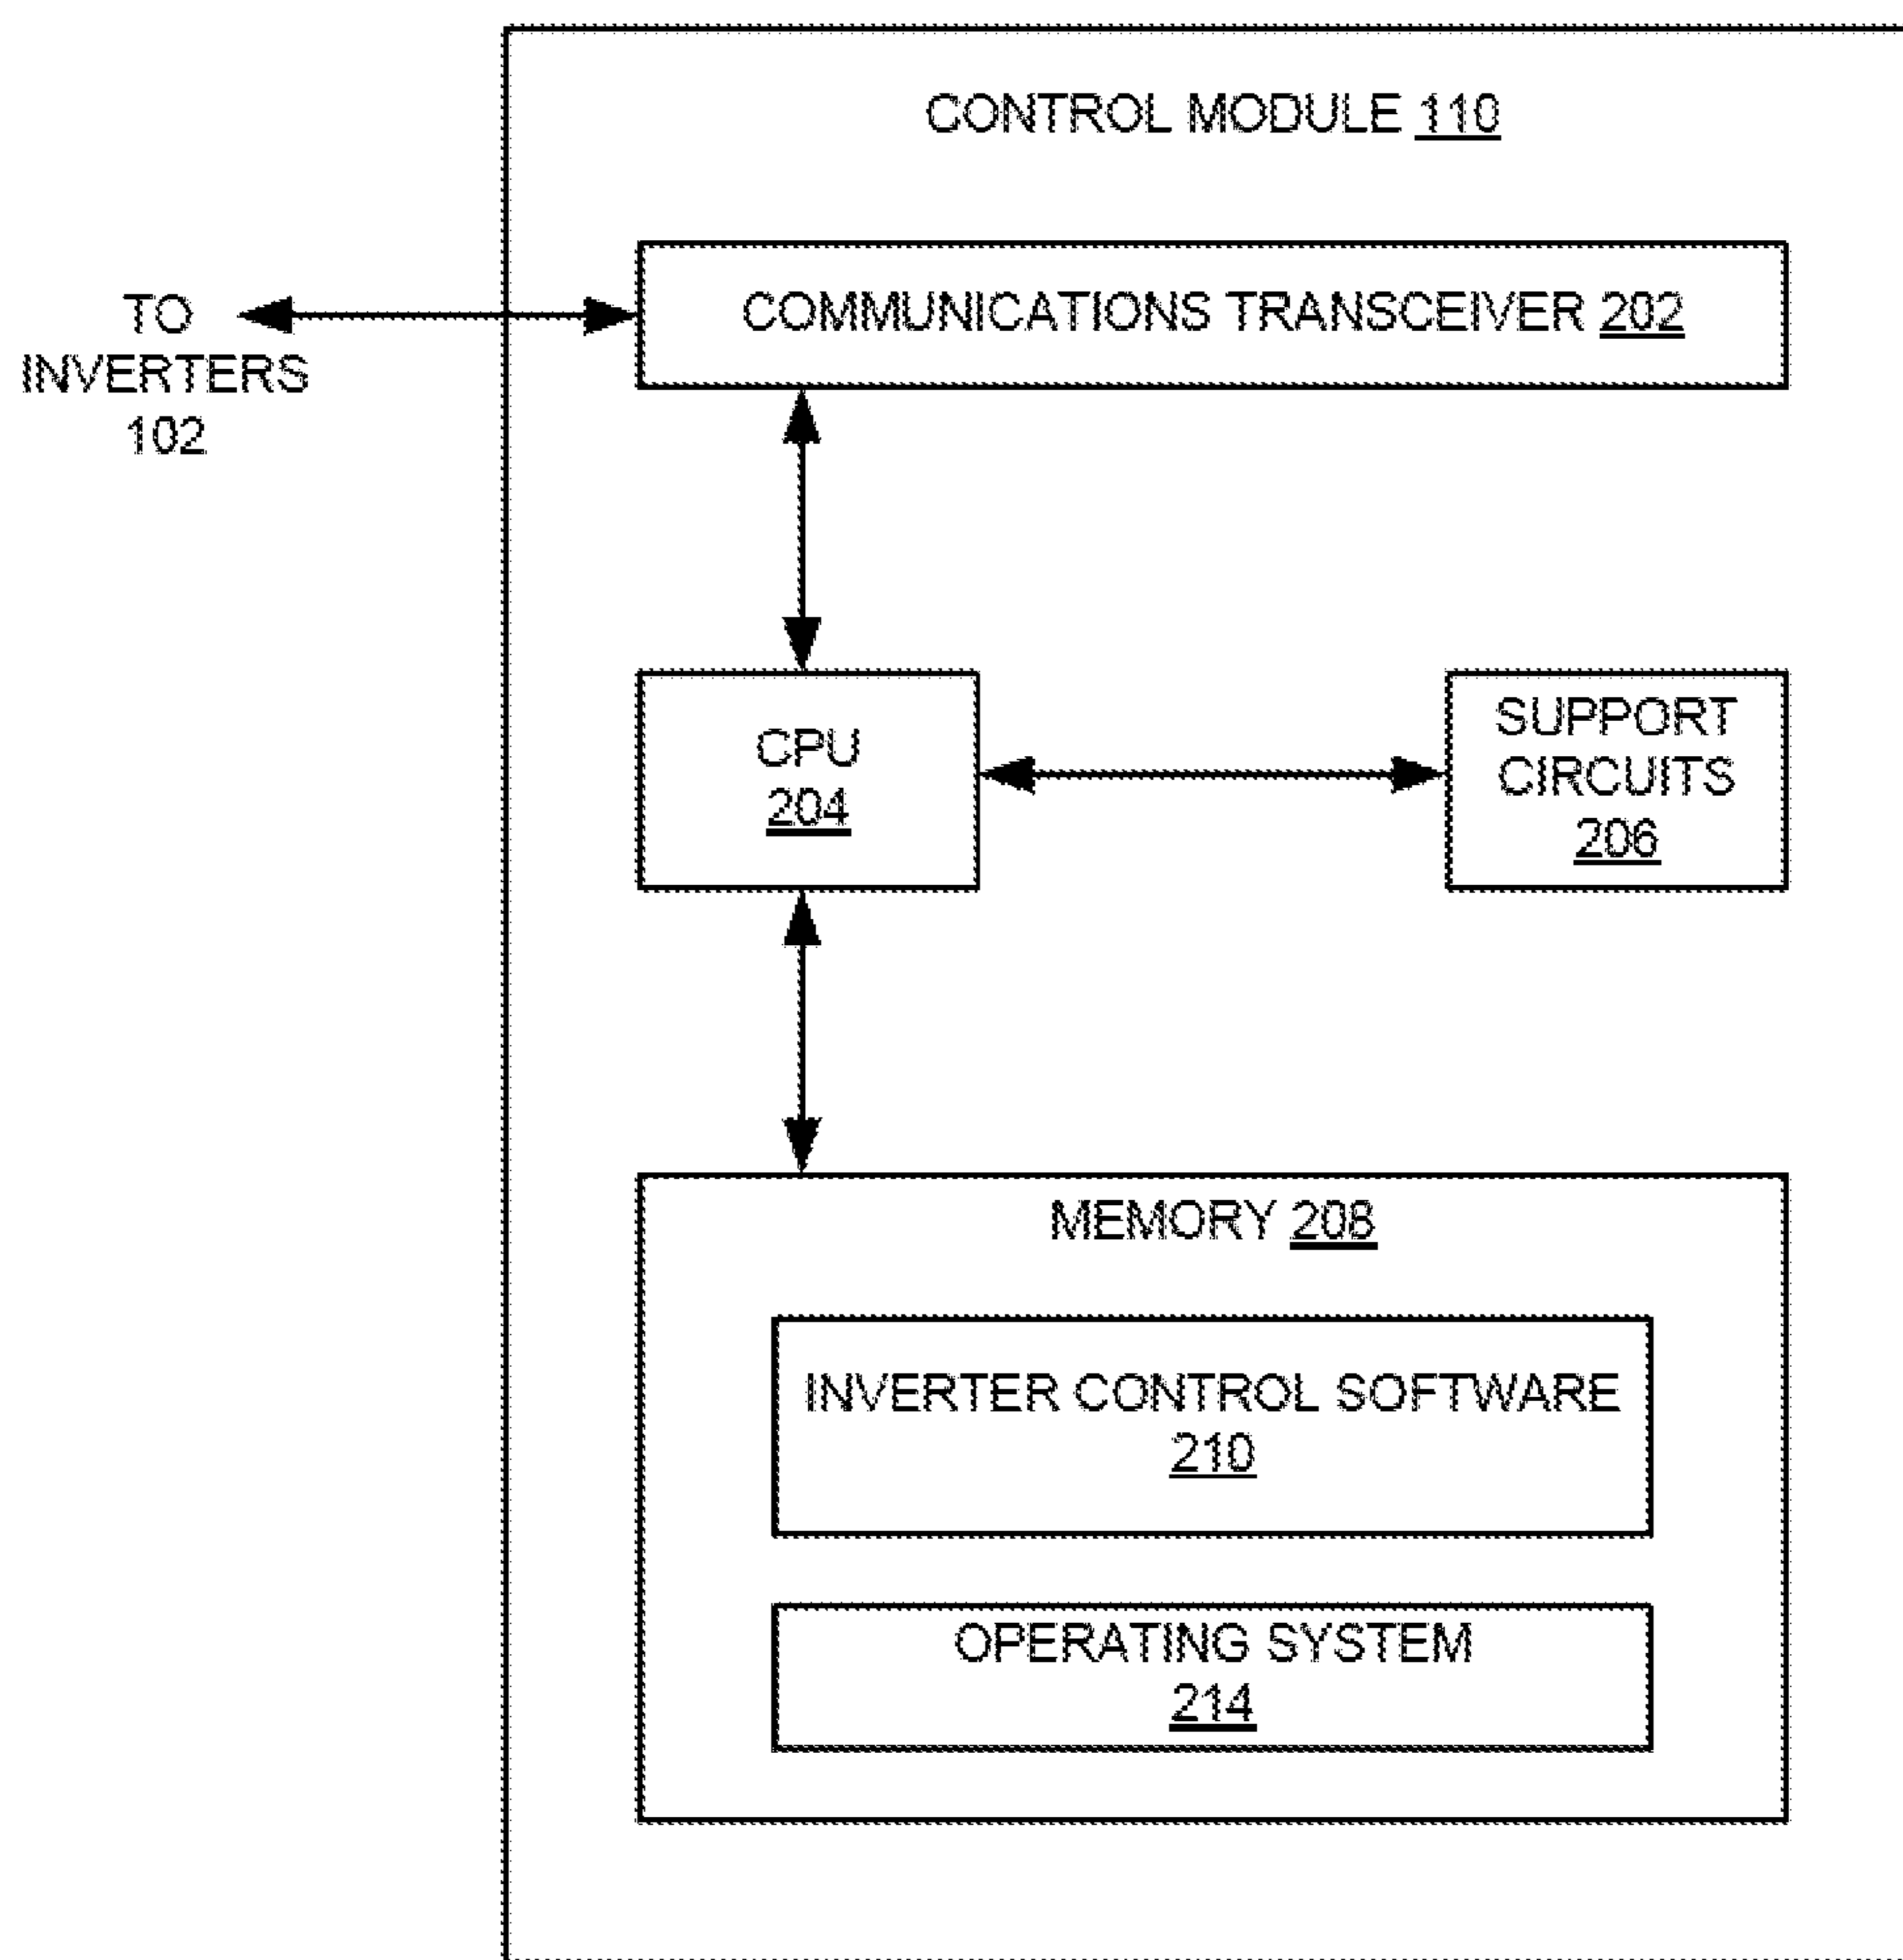 CONTROL MODULE 110
COMMUNICATIONS TRANSCEIVER 202
TO
INVERTERS
102
CPU
204
SUPPORT
CIRCUITS
206
MEMORY 208
INVERTER CONTROL SOFTWARE
210
OPERATING SYSTEM
214